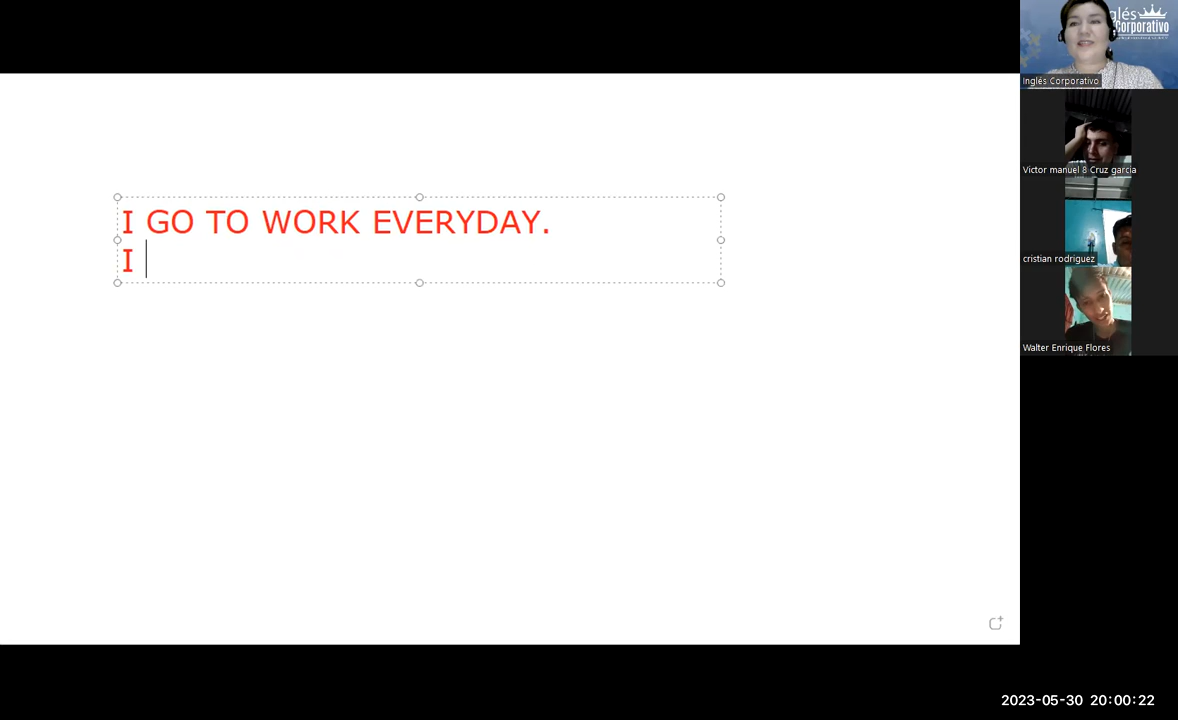 I GO TO WORK EVERYDAY.
I
glés
Corporativo
Inglés Corporativo
Victor manuel 8 Cruz garcia
cristian rodriguez
Walter Enrique Flores
2023-05-30 20:00:22